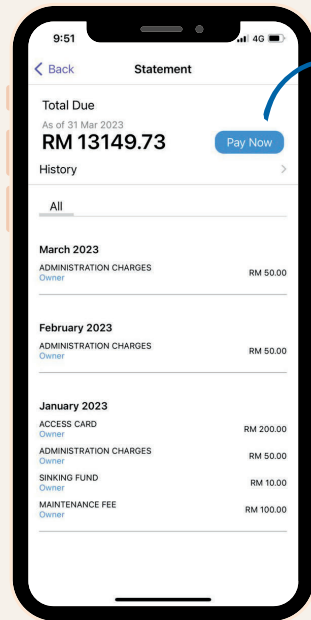 9:51
4G
Back
Statement
Total Due
As of 31 Mar 2023
RM 13149.73
Pay Now
History
All
March 2023
ADMINISTRATION CHARGES
RM 50.00
Owner
February 2023
ADMINISTRATION CHARGES
RM 50.00
Owner
January 2023
ACCESS CARD
RM 200.00
Owner
ADMINISTRATION CHARGES
RM 50.00
Owner
SINKING FUND
RM 10.00
Owner
MAINTENANCE FEE
RM 100.00
Owner